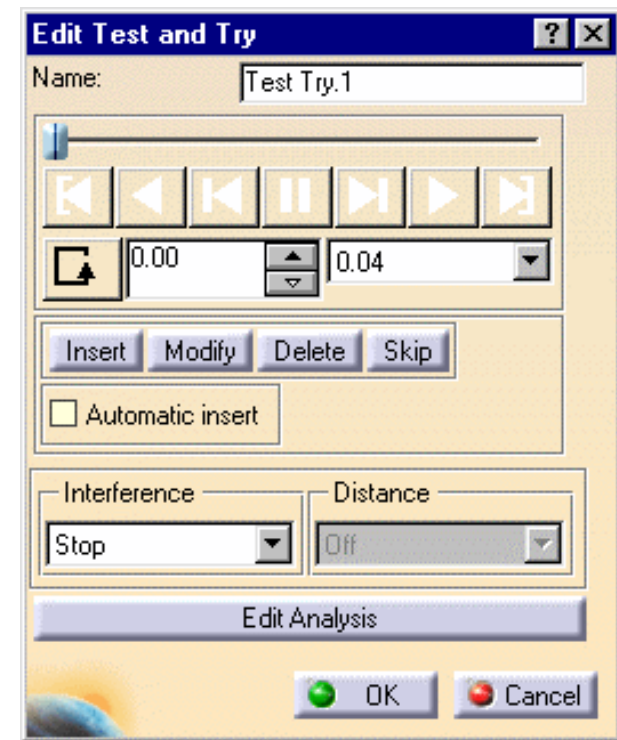 Edit Test and Try
Name: Test Try.1
0.00 0.04
Insert Modify Delete Skip
Automatic insert
Interference Distance
Stop Off
Edit Analysis
OK Cancel